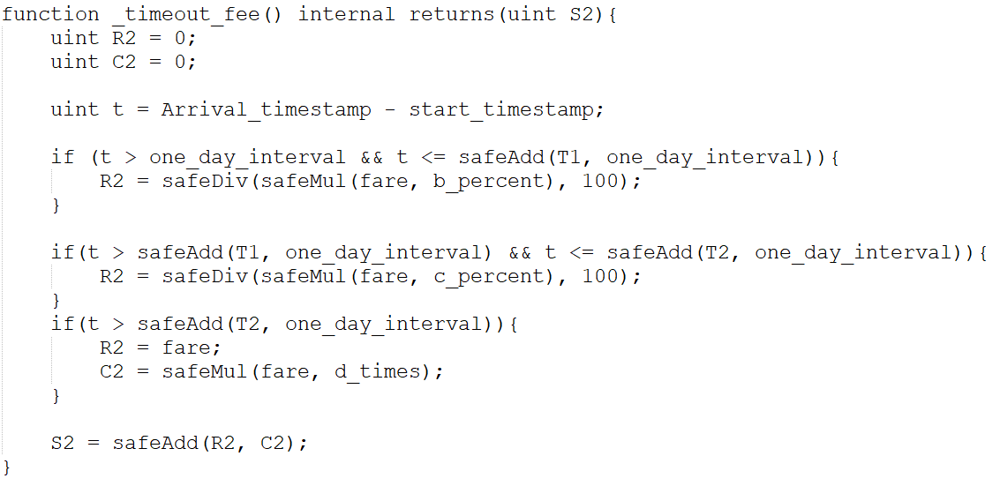 function _timeout_fee() internal returns(uint S2){
    uint R2 = 0;
    uint C2 = 0;

    uint t = Arrival_timestamp - start_timestamp;

    if (t > one_day_interval && t <= safeAdd(T1, one_day_interval)){
        R2 = safeDiv(safeMul(fare, b_percent), 100);
    }

    if(t > safeAdd(T1, one_day_interval) && t <= safeAdd(T2, one_day_interval)){
        R2 = safeDiv(safeMul(fare, c_percent), 100);
    }
    if(t > safeAdd(T2, one_day_interval)){
        R2 = fare;
        C2 = safeMul(fare, d_times);
    }

    S2 = safeAdd(R2, C2);
}